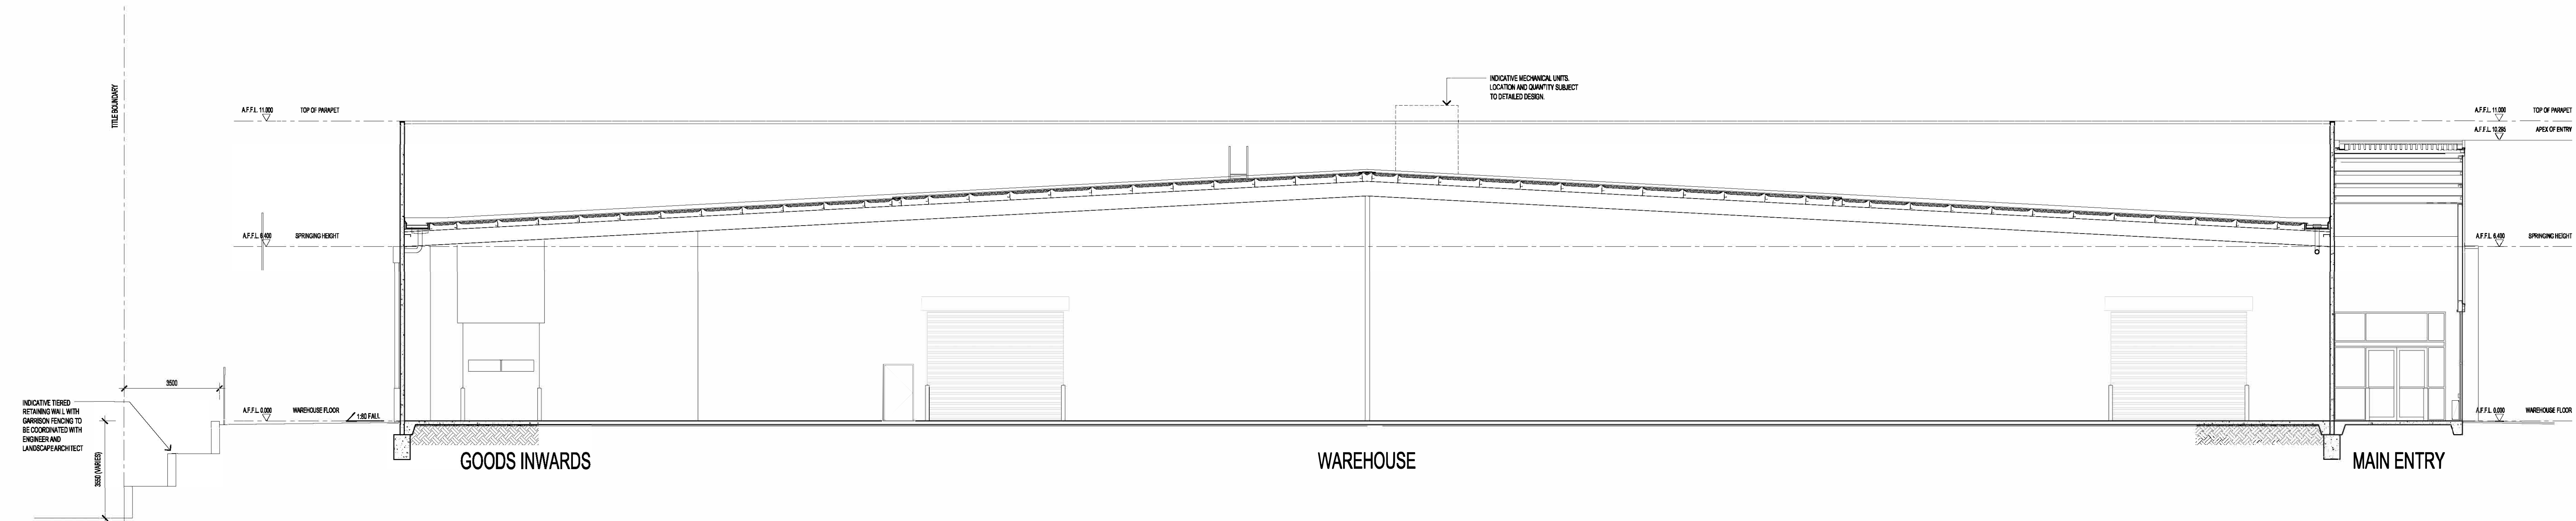 TITLE BOUNDARY
A.F.F.L. 11.000 TOP OF PARAPET
A.F.F.L. 6.400 SPRINGING HEIGHT
3500
INDICATIVE TIERED
RETAINING WALL WITH
GARRISON FENCING TO
BE COORDINATED WITH
ENGINEER AND
LANDSCAPE ARCHITECT
3550 (VARIES)
A.F.F.L. 0.000 WAREHOUSE FLOOR
1:60 FALL
INDICATIVE MECHANICAL UNITS.
LOCATION AND QUANTITY SUBJECT
TO DETAILED DESIGN.
GOODS INWARDS
WAREHOUSE
MAIN ENTRY
A.F.F.L. 11.000 TOP OF PARAPET
A.F.F.L. 10.295 APEX OF ENTRY
A.F.F.L. 6.400 SPRINGING HEIGHT
A.F.F.L. 0.000 WAREHOUSE FLOOR